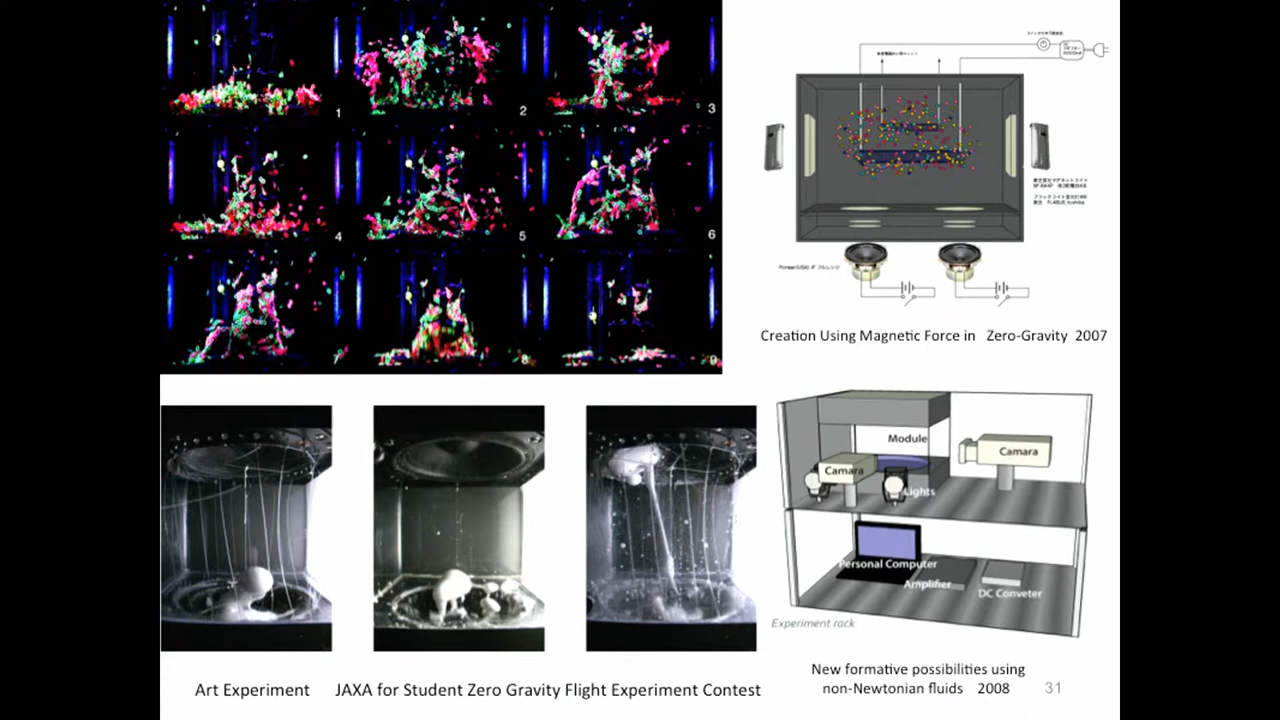 1
2
3
4
5
6
7
8
9
Creation Using Magnetic Force in Zero-Gravity 2007
Module
Camara
Camara
Lights
Personal Computer
Amplifier
DC Conveter
Experiment rack
Art Experiment JAXA for Student Zero Gravity Flight Experiment Contest
New formative possibilities using
non-Newtonian fluids 2008
31